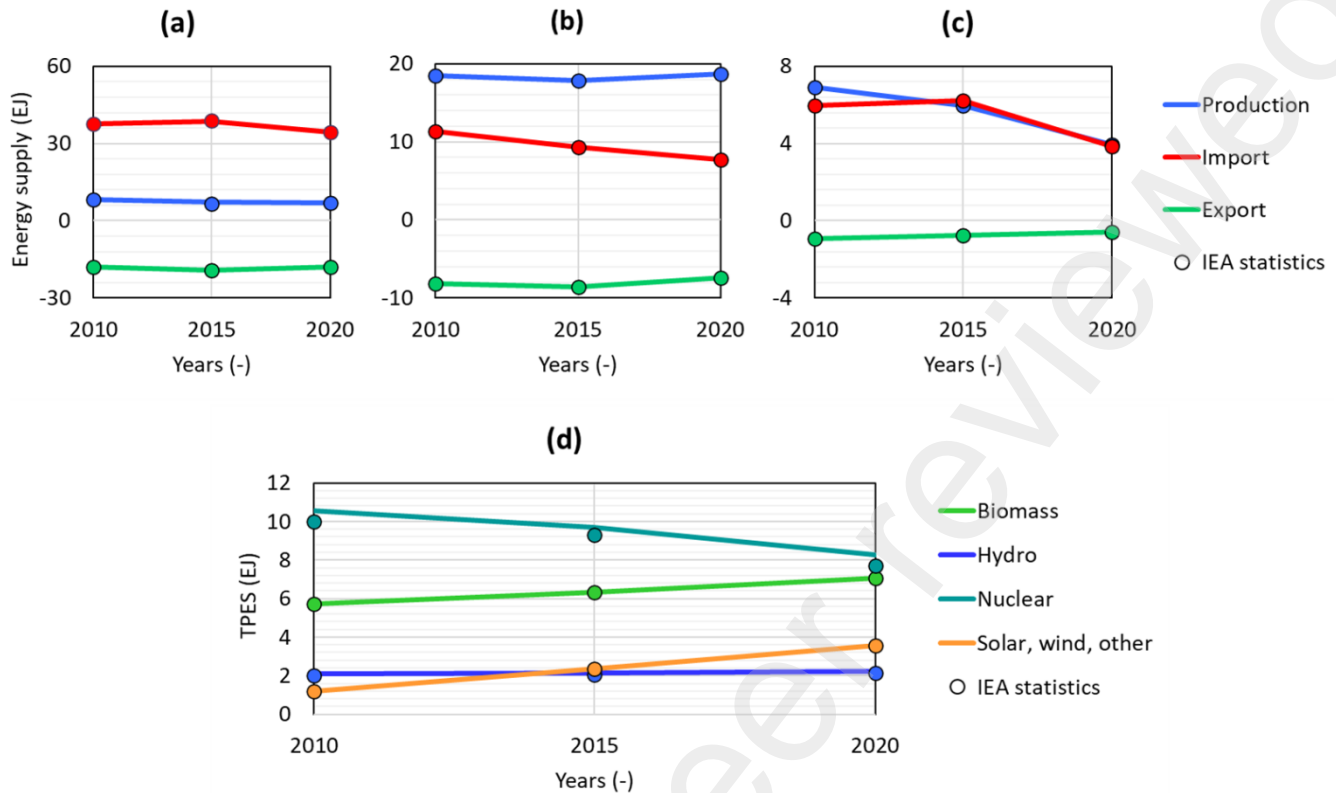 (a)
(b)
(c)
Energy supply (EJ)
60
30
0
-30
2010
2015
2020
Years (-)
20
10
0
-10
2010
2015
2020
Years (-)
8
4
0
-4
2010
2015
2020
Years (-)
Production
Import
Export
IEA statistics
(d)
TPES (EJ)
12
10
8
6
4
2
0
2010
2015
2020
Years (-)
Biomass
Hydro
Nuclear
Solar, wind, other
IEA statistics
eer reviewed